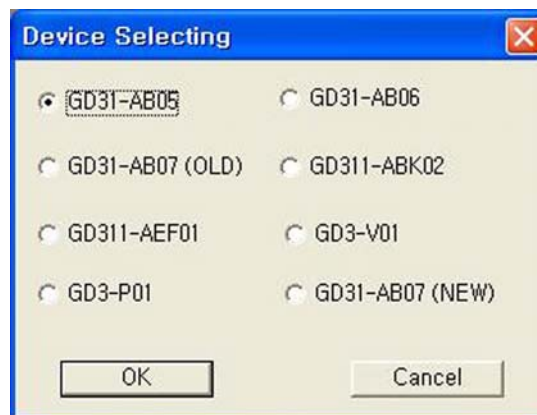 Device Selecting
GD31-AB05 GD31-AB06
GD31-AB07 (OLD) GD311-ABK02
GD311-AEF01 GD3-V01
GD3-P01 GD31-AB07 (NEW)
OK Cancel